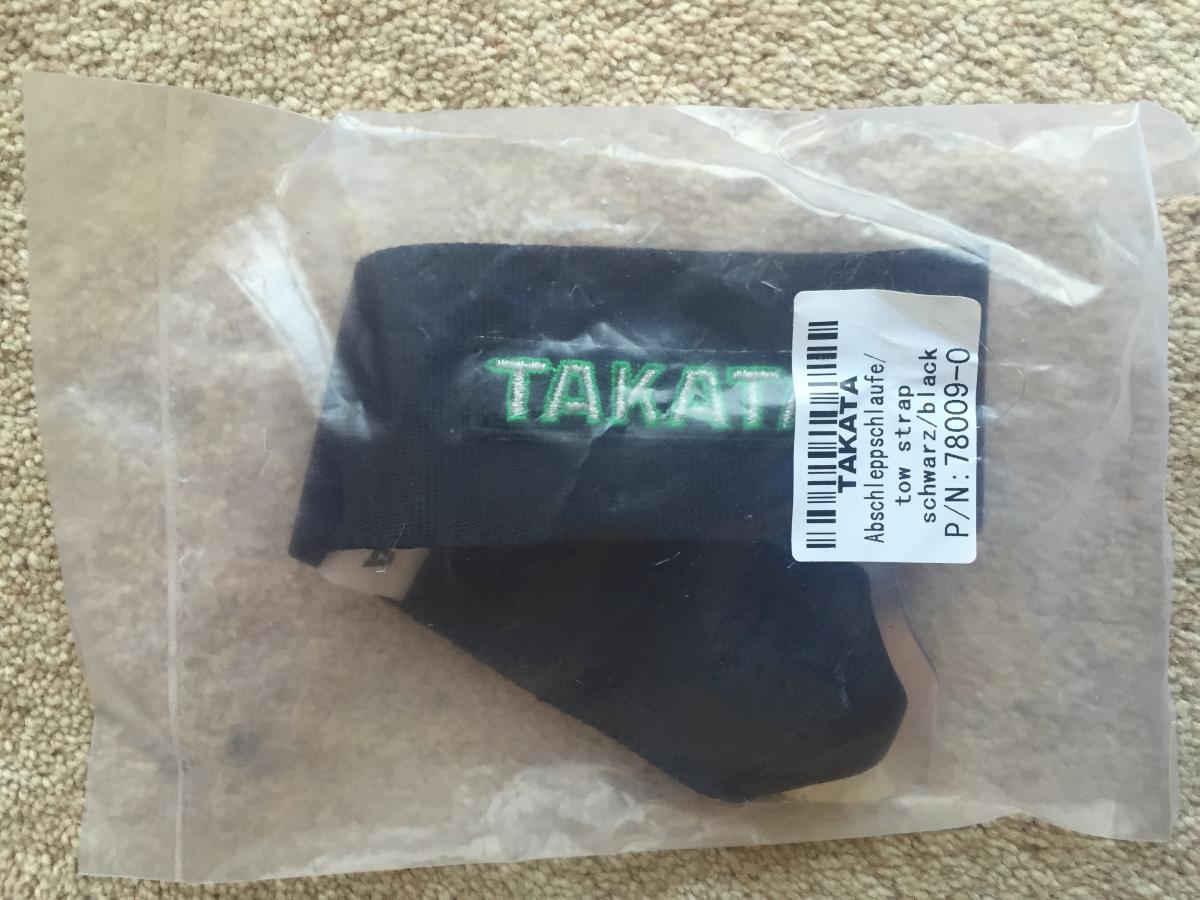 TAKATA
TAKATA
Abschleppschlaufe/
tow strap
schwarz/black
P/N: 78009-0